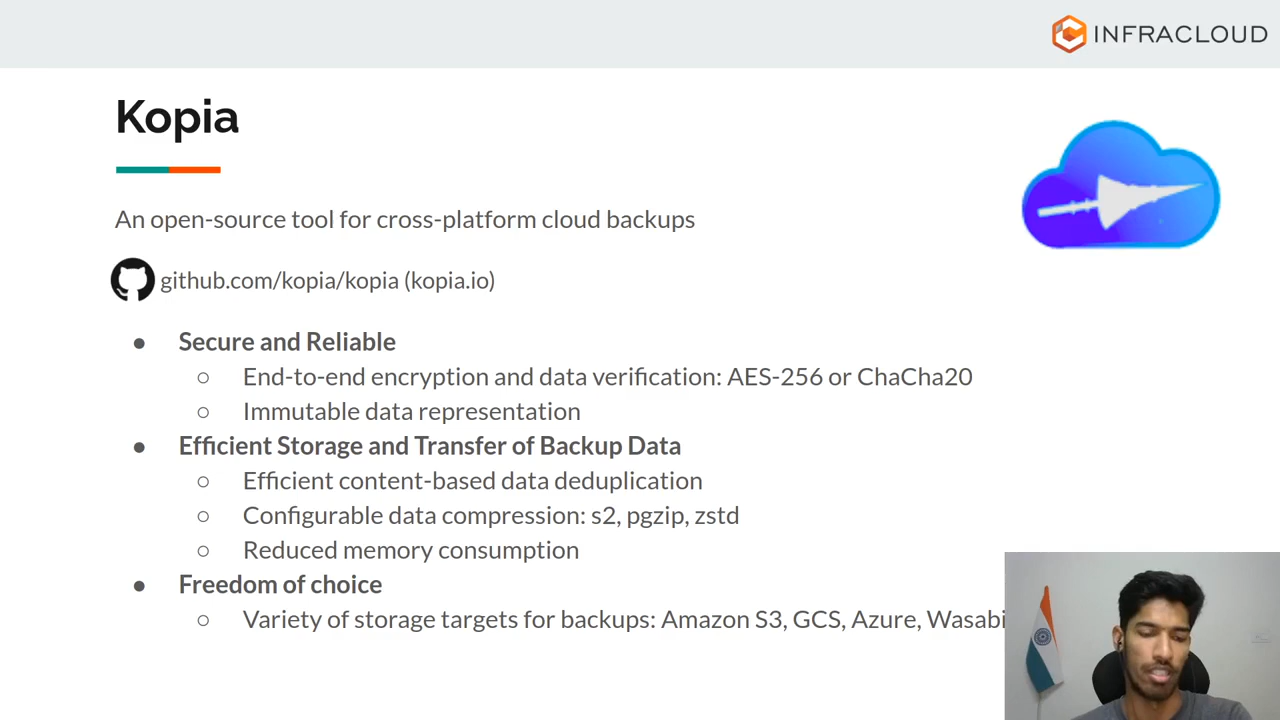 INFRACLOUD
Kopia
An open-source tool for cross-platform cloud backups
github.com/kopia/kopia (kopia.io)
● Secure and Reliable
○ End-to-end encryption and data verification: AES-256 or ChaCha20
○ Immutable data representation
● Efficient Storage and Transfer of Backup Data
○ Efficient content-based data deduplication
○ Configurable data compression: s2, pgzip, zstd
○ Reduced memory consumption
● Freedom of choice
○ Variety of storage targets for backups: Amazon S3, GCS, Azure, Wasabi